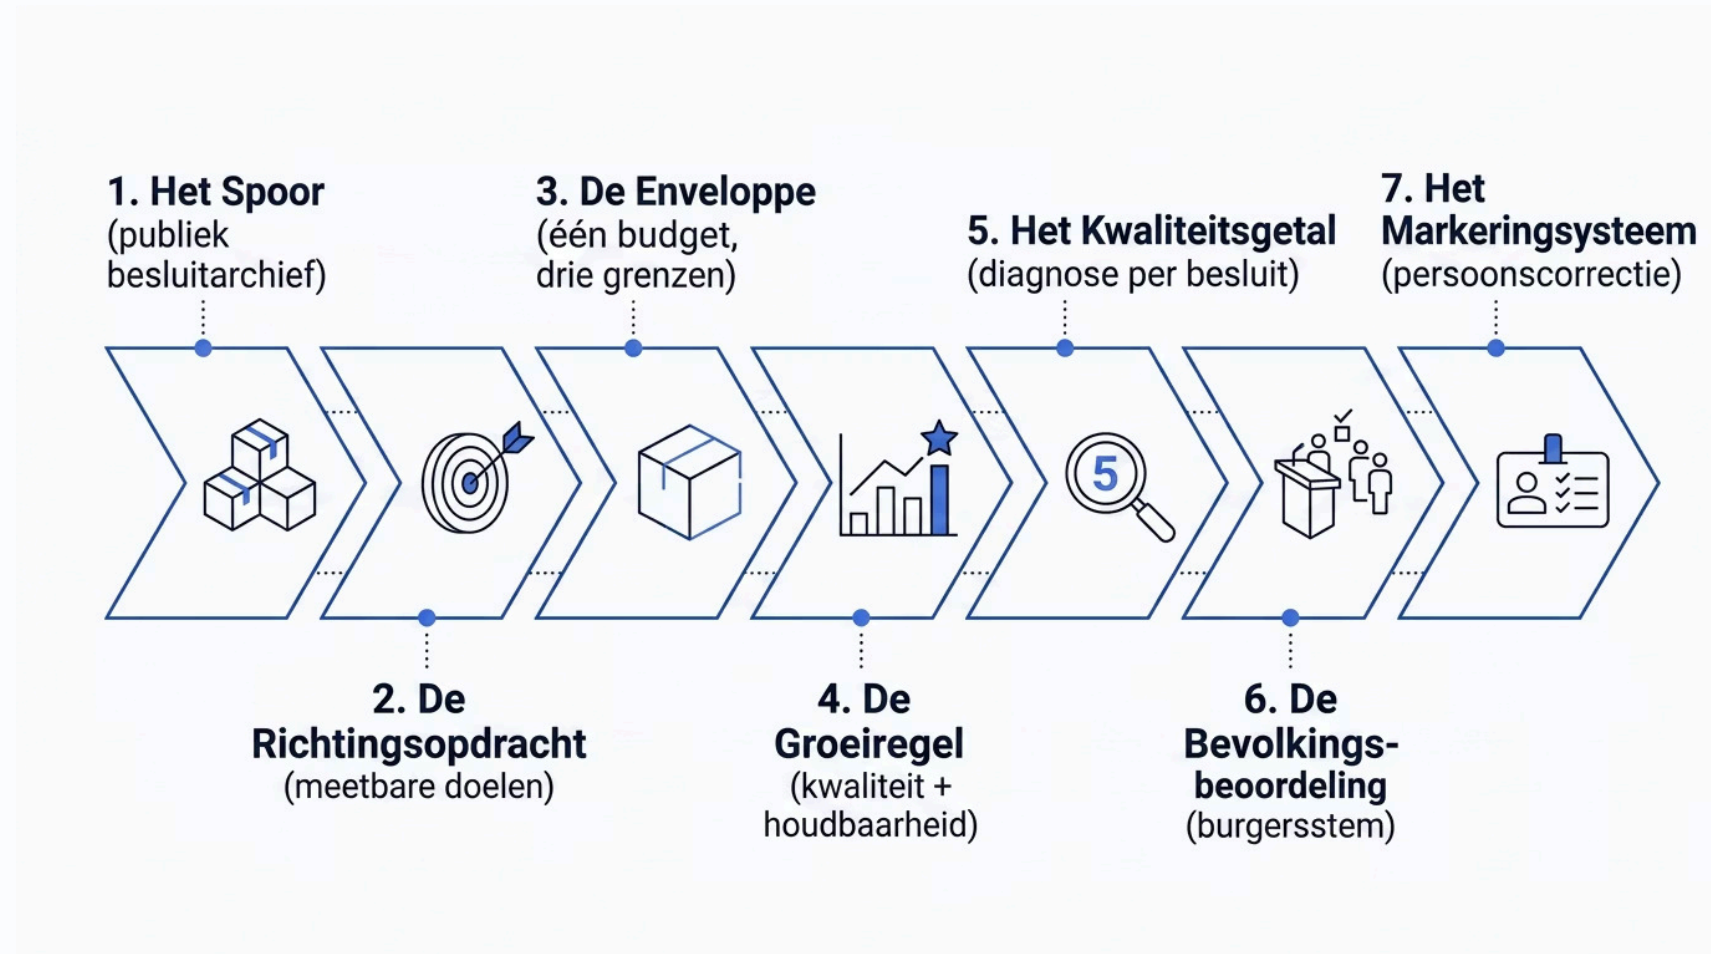 1. Het Spoor
(publiek
besluitarchief)
2. De
Richtingsopdracht
(meetbare doelen)
3. De Enveloppe
(één budget,
drie grenzen)
4. De
Groeiregel
(kwaliteit +
houdbaarheid)
5. Het Kwaliteitsgetal
(diagnose per besluit)
5
6. De
Bevolkings-
beoordeling
(burgersstem)
7. Het
Markeringsysteem
(persoonscorrectie)